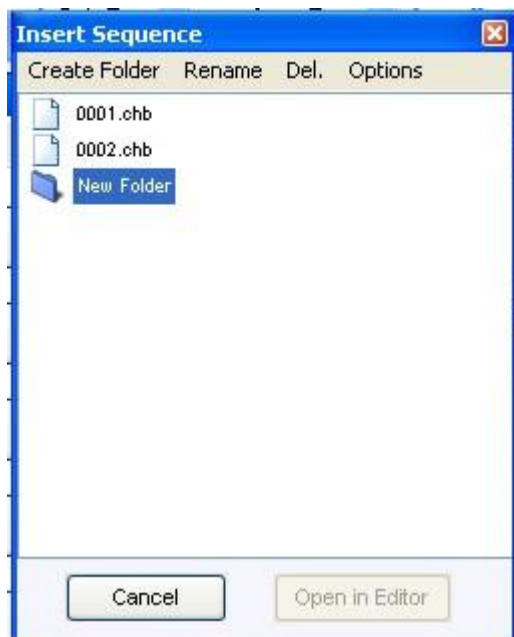 Insert Sequence
Create Folder Rename Del. Options
0001.chb
0002.chb
New Folder
Cancel Open in Editor